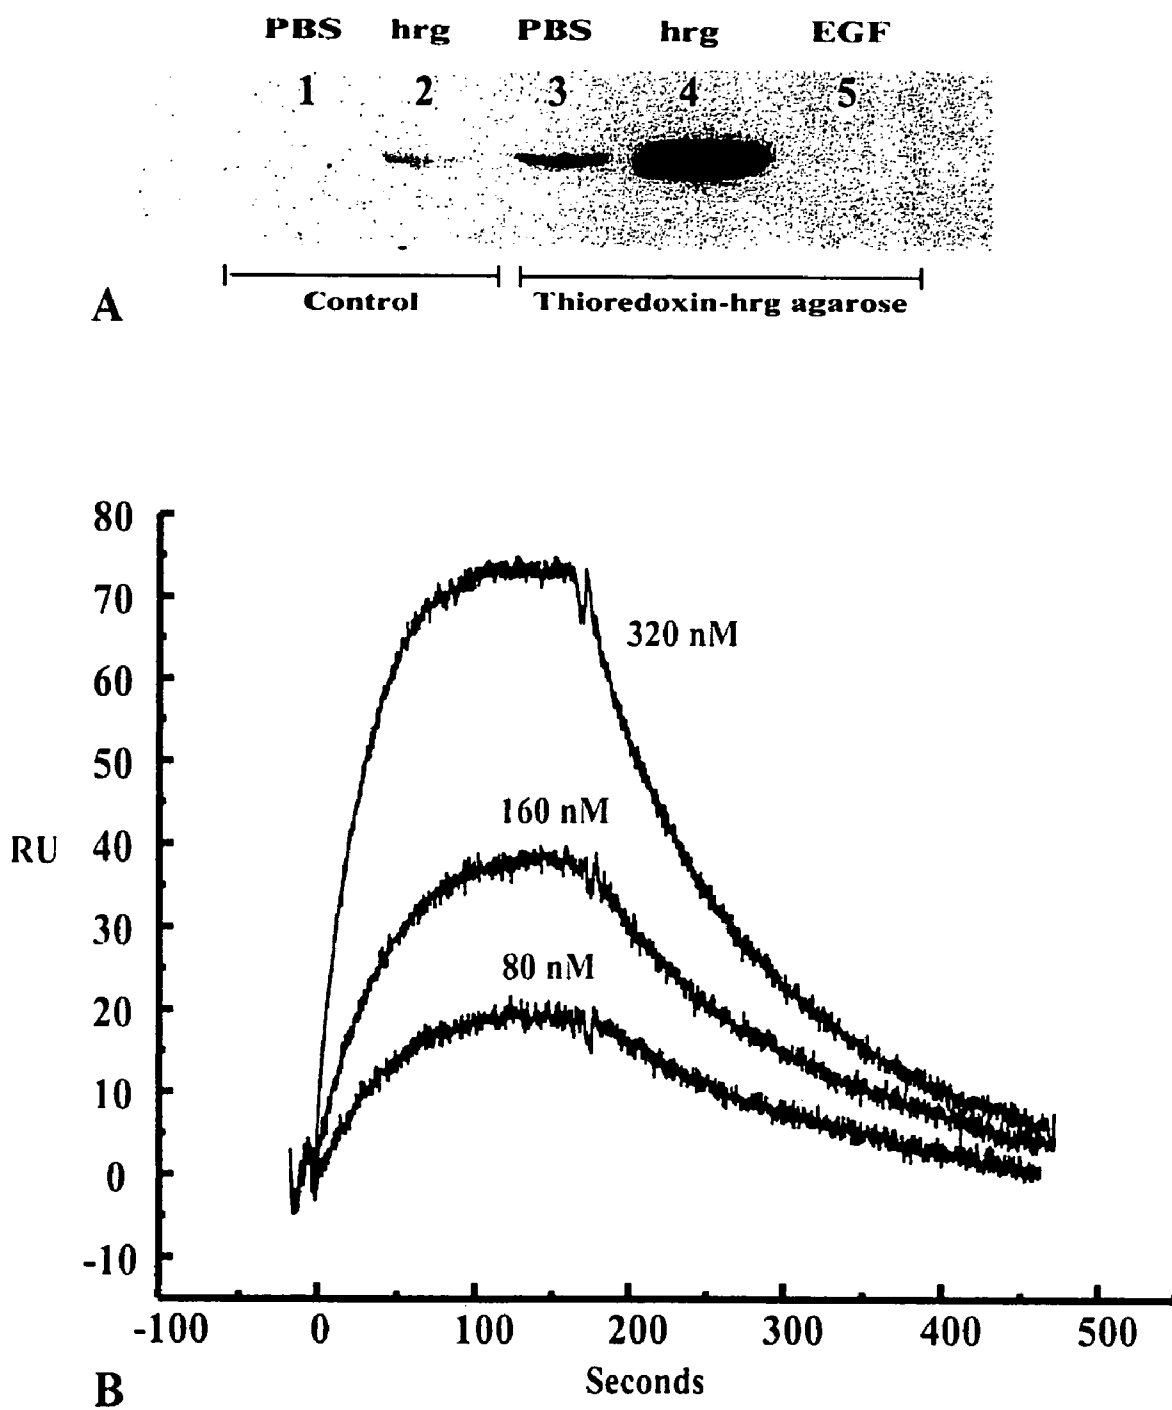 PBS hrg PBS hrg EGF
1 2 3 4 5
Control Thioredoxin-hrg agarose
A
80
70
60
50
40
30
20
10
0
-10
RU
320 nM
160 nM
80 nM
-100 0 100 200 300 400 500
Seconds
B